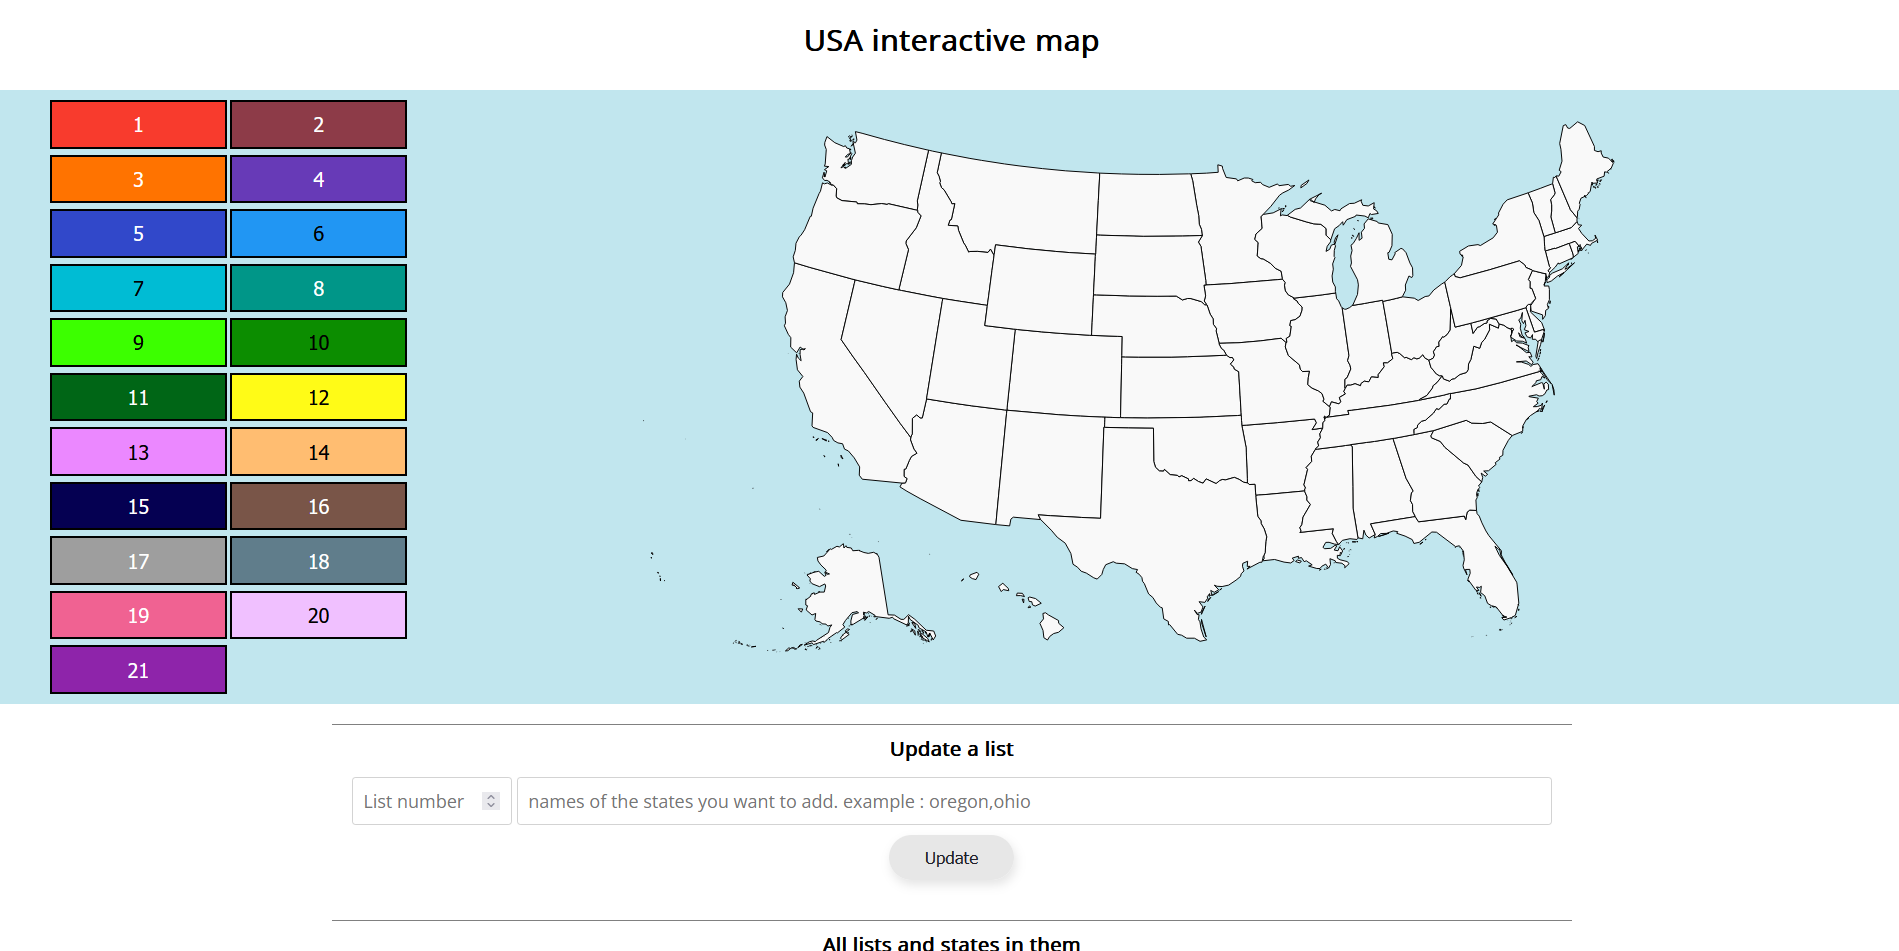 USA interactive map
1 2
3 4
5 6
7 8
9 10
11 12
13 14
15 16
17 18
19 20
21
Update a list
List number names of the states you want to add. example : oregon,ohio
Update
All lists and states in them